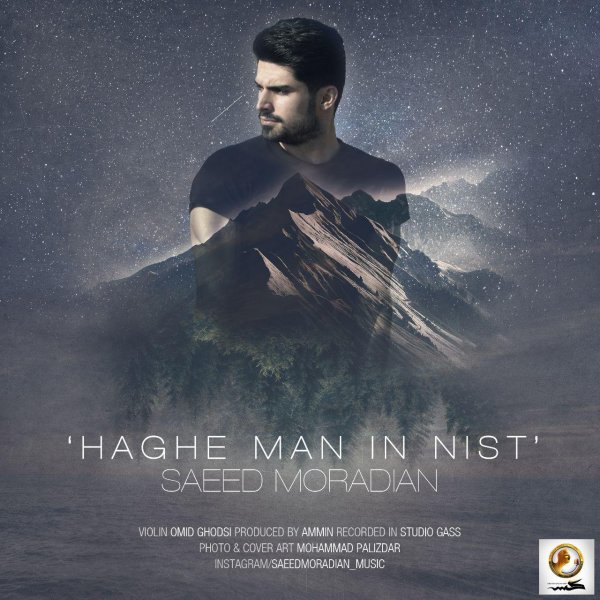 'HAGHE MAN IN NIST'
SAEED MORADIAN
VIOLIN OMID GHODSI PRODUCED BY AMMIN RECORDED IN STUDIO GASS
PHOTO & COVER ART MOHAMMAD PALIZDAR
INSTAGRAM/SAEEDMORADIAN_MUSIC